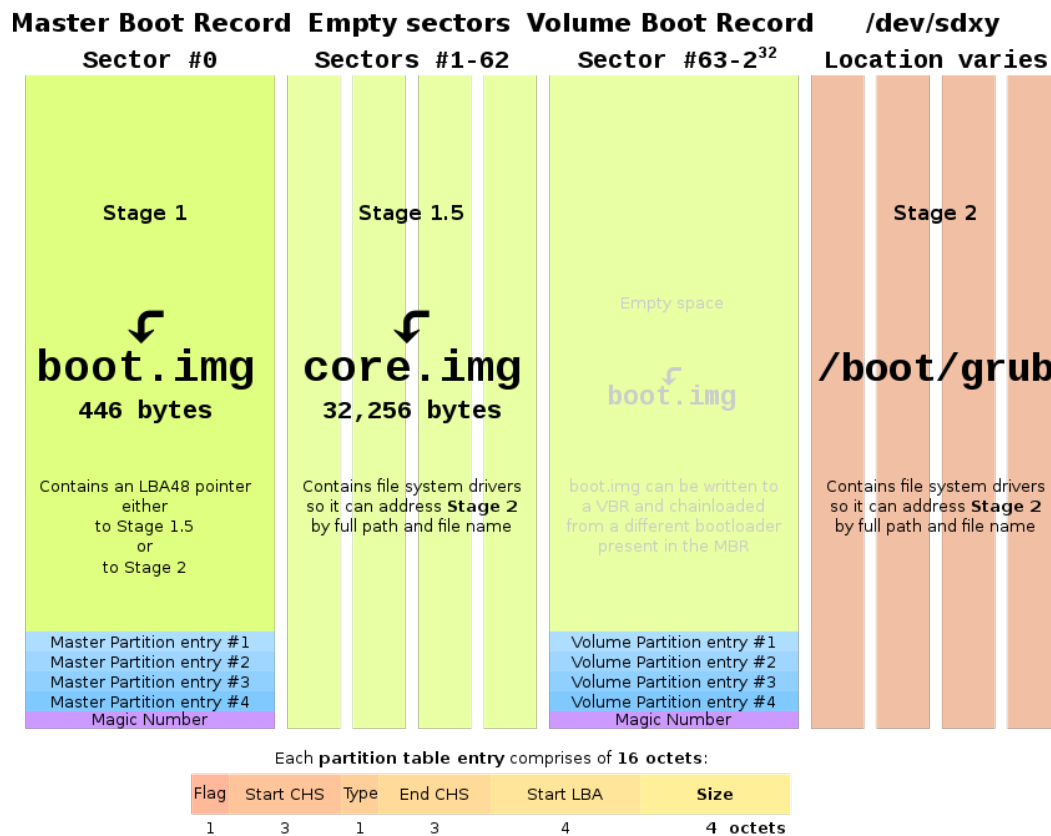 Master Boot Record
Sector #0
Stage 1
boot.img
446 bytes
Contains an LBA48 pointer
either
to Stage 1.5
or
to Stage 2
Master Partition entry #1
Master Partition entry #2
Master Partition entry #3
Master Partition entry #4
Magic Number
Empty sectors
Sectors #1-62
Stage 1.5
core.img
32,256 bytes
Contains file system drivers
so it can address Stage 2
by full path and file name
Volume Boot Record
Sector #63-2³²
Empty space
boot.img
boot.img can be written to
a VBR and chainloaded
from a different bootloader
present in the MBR
Volume Partition entry #1
Volume Partition entry #2
Volume Partition entry #3
Volume Partition entry #4
Magic Number
/dev/sdxy
Location varies
Stage 2
/boot/grub
Contains file system drivers
so it can address Stage 2
by full path and file name
Each partition table entry comprises of 16 octets:
Flag Start CHS Type End CHS Start LBA Size
1 3 1 3 4 4 octets